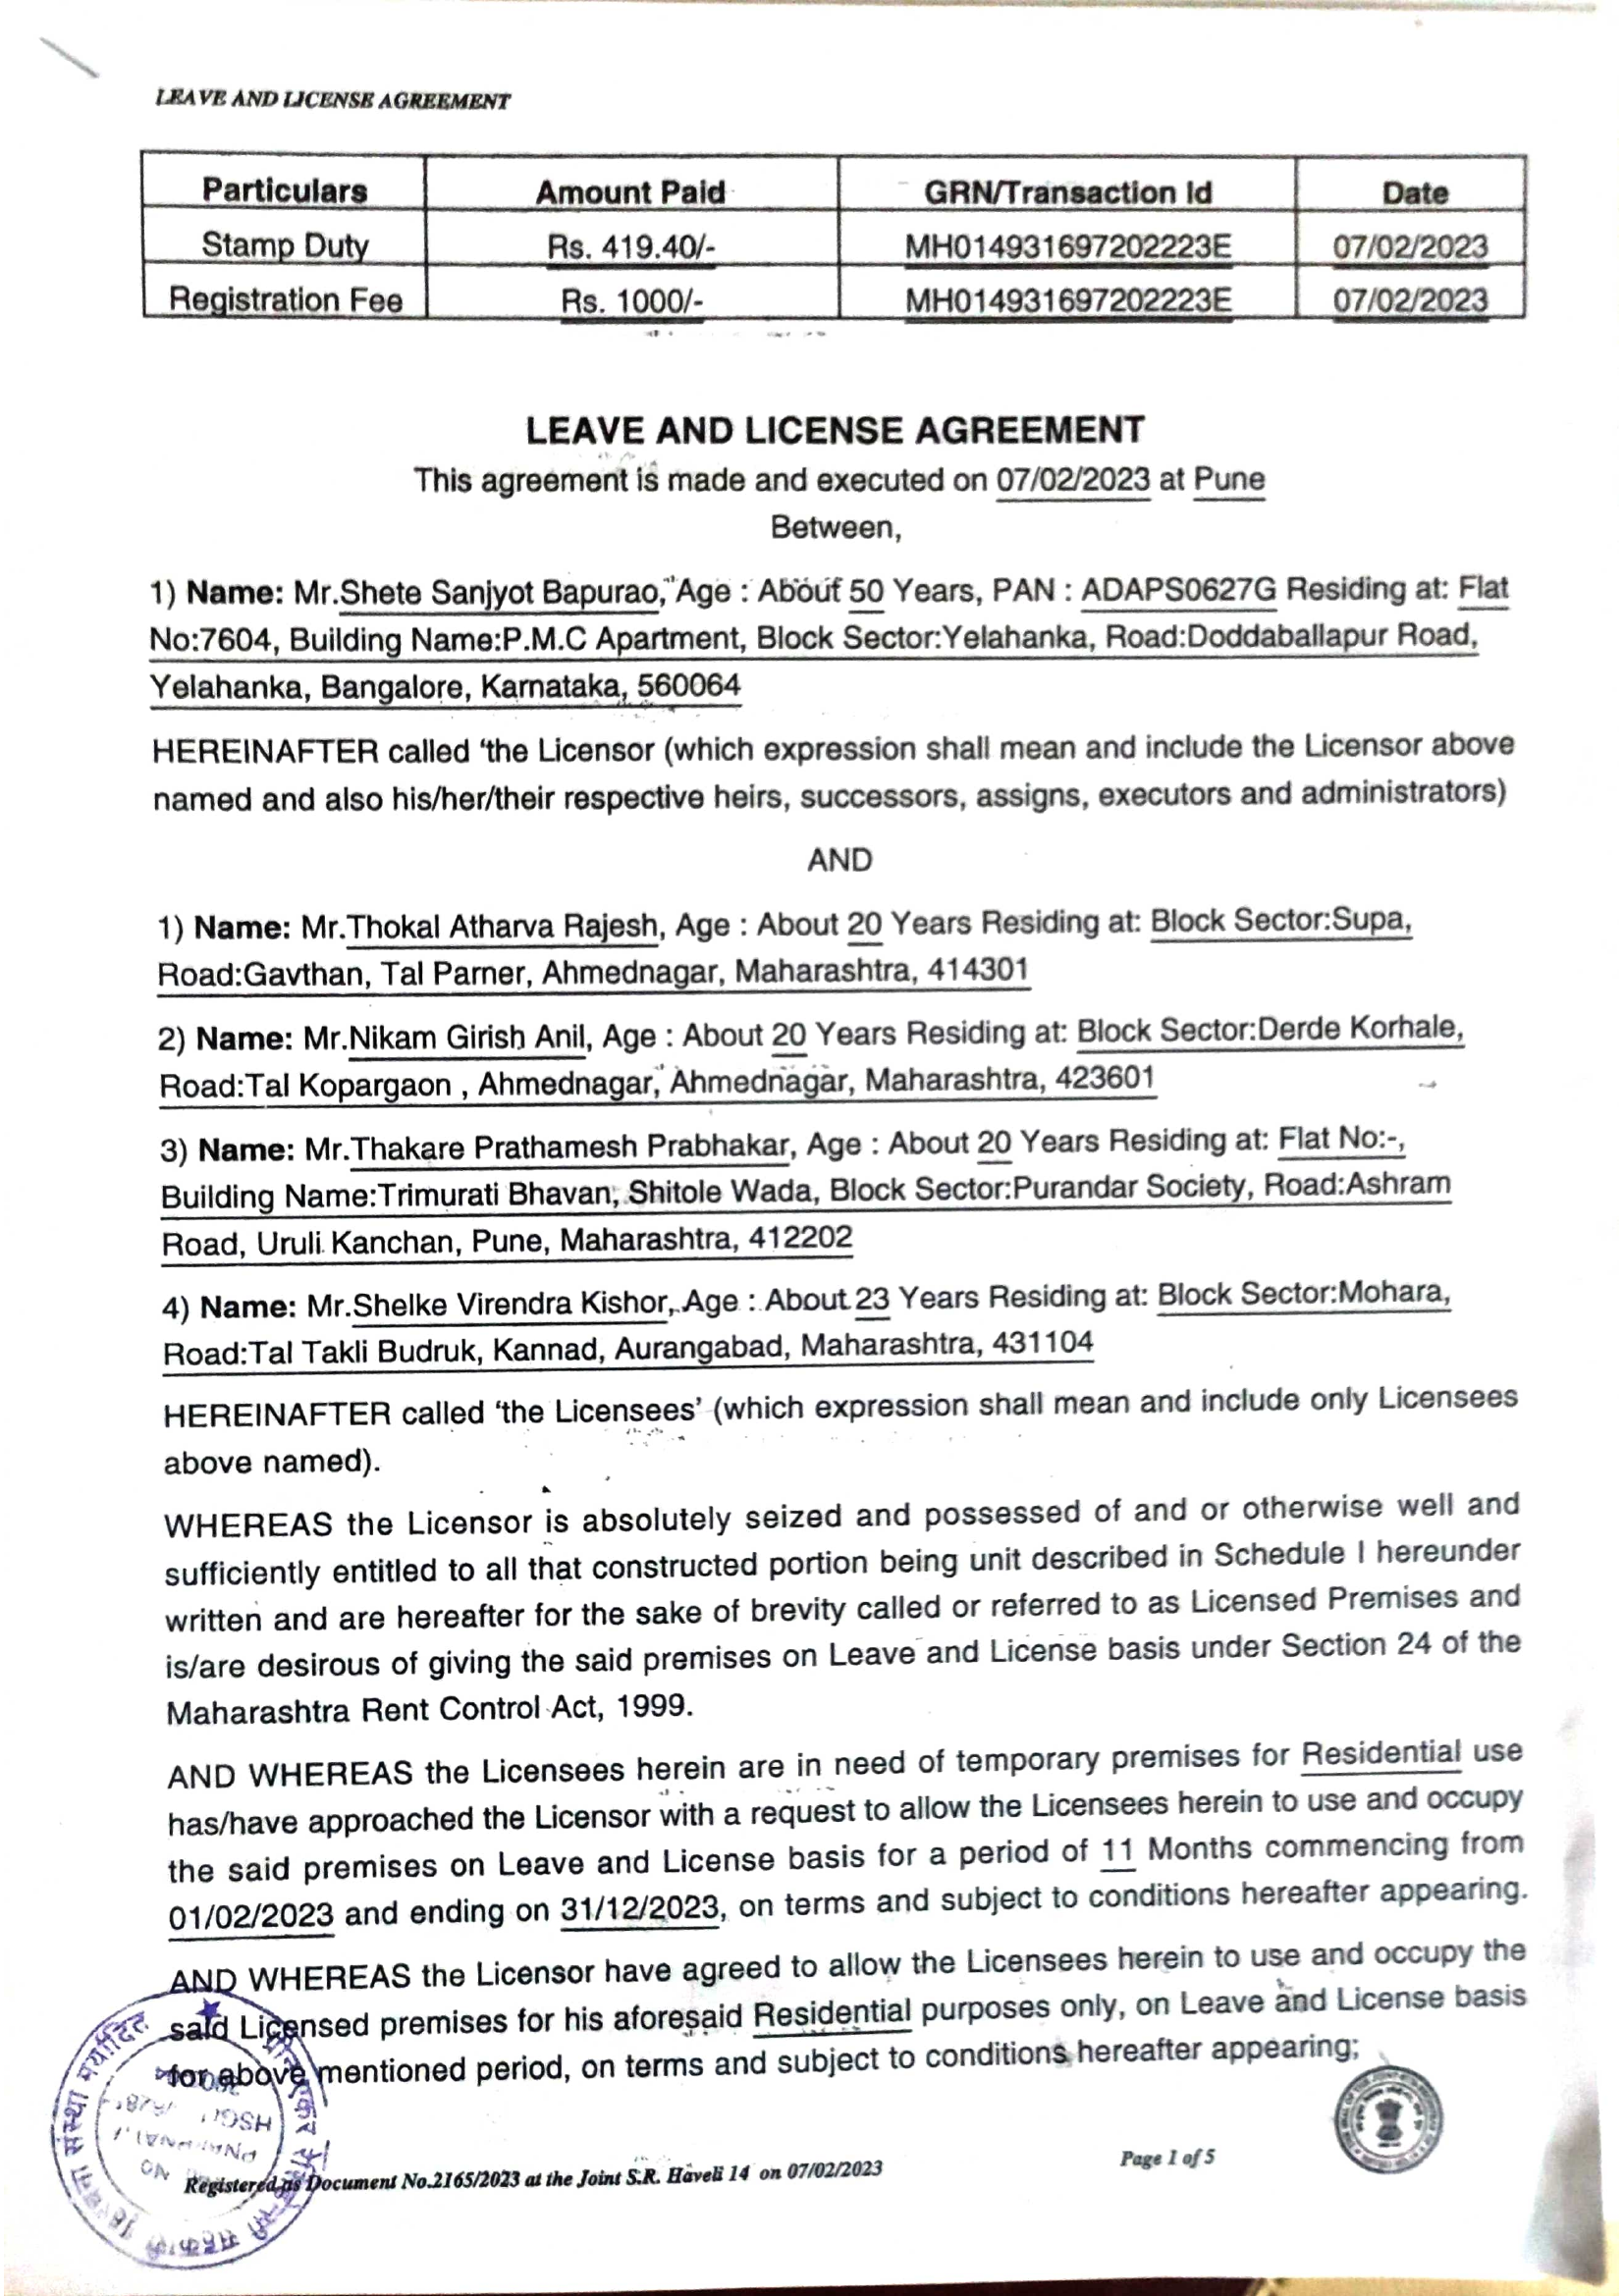 LEAVE AND LICENSE AGREEMENT
Particulars Amount Paid GRN/Transaction Id Date
Stamp Duty Rs. 419.40/- MH014931697202223E 07/02/2023
Registration Fee Rs. 1000/- MH014931697202223E 07/02/2023
LEAVE AND LICENSE AGREEMENT
This agreement is made and executed on 07/02/2023 at Pune
Between,
1) Name: Mr.Shete Sanjyot Bapurao, Age : About 50 Years, PAN : ADAPS0627G Residing at: Flat
No:7604, Building Name:P.M.C Apartment, Block Sector:Yelahanka, Road:Doddaballapur Road,
Yelahanka, Bangalore, Karnataka, 560064
HEREINAFTER called ‘the Licensor (which expression shall mean and include the Licensor above
named and also his/her/their respective heirs, successors, assigns, executors and administrators)
AND
1) Name: Mr.Thokal Atharva Rajesh, Age : About 20 Years Residing at: Block Sector:Supa,
Road:Gavthan, Tal Parner, Ahmednagar, Maharashtra, 414301
2) Name: Mr.Nikam Girish Anil, Age : About 20 Years Residing at: Block Sector:Derde Korhale,
Road:Tal Kopargaon , Ahmednagar, Ahmednagar, Maharashtra, 423601
3) Name: Mr.Thakare Prathamesh Prabhakar, Age : About 20 Years Residing at: Flat No:-,
Building Name:Trimurati Bhavan, Shitole Wada, Block Sector:Purandar Society, Road:Ashram
Road, Uruli Kanchan, Pune, Maharashtra, 412202
4) Name: Mr.Shelke Virendra Kishor, Age : About 23 Years Residing at: Block Sector:Mohara,
Road:Tal Takli Budruk, Kannad, Aurangabad, Maharashtra, 431104
HEREINAFTER called ‘the Licensees’ (which expression shall mean and include only Licensees
above named).
WHEREAS the Licensor is absolutely seized and possessed of and or otherwise well and
sufficiently entitled to all that constructed portion being unit described in Schedule I hereunder
written and are hereafter for the sake of brevity called or referred to as Licensed Premises and
is/are desirous of giving the said premises on Leave and License basis under Section 24 of the
Maharashtra Rent Control Act, 1999.
AND WHEREAS the Licensees herein are in need of temporary premises for Residential use
has/have approached the Licensor with a request to allow the Licensees herein to use and occupy
the said premises on Leave and License basis for a period of 11 Months commencing from
01/02/2023 and ending on 31/12/2023, on terms and subject to conditions hereafter appearing.
AND WHEREAS the Licensor have agreed to allow the Licensees herein to use and occupy the
said Licensed premises for his aforesaid Residential purposes only, on Leave and License basis
for above mentioned period, on terms and subject to conditions hereafter appearing;
संस्था मर्यादित
HSG
Page 1 of 5
Registered as Document No.2165/2023 at the Joint S.R. Haveli 14 on 07/02/2023